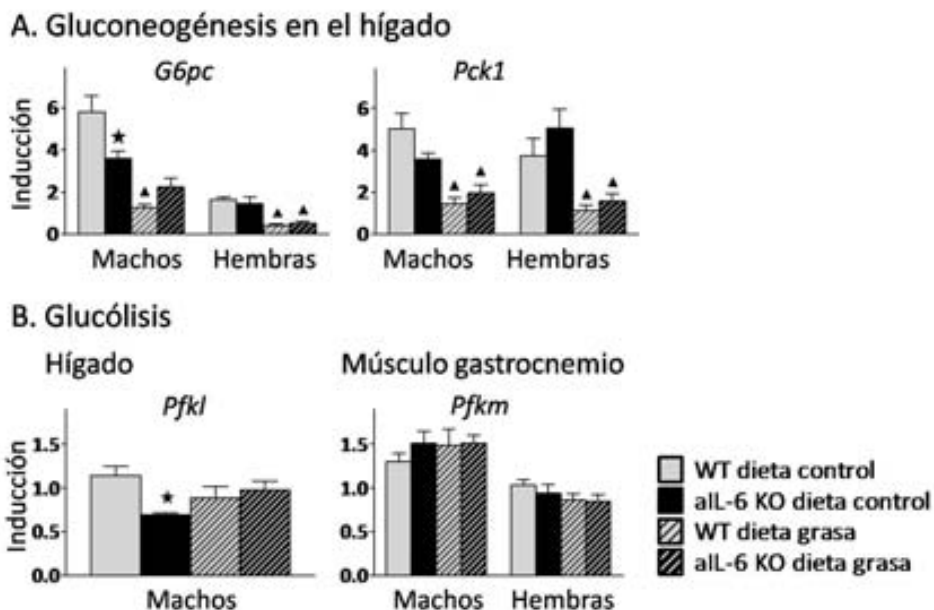 A. Gluconeogénesis en el hígado
G6pc
Pck1
Inducción
6
4
2
0
6
4
2
0
Machos Hembras
Machos Hembras
B. Glucólisis
Hígado
Músculo gastrocnemio
Pfkl
Pfkm
Inducción
1.5
1.0
0.5
0.0
1.5
1.0
0.5
0.0
Machos
Machos Hembras
WT dieta control
aIL-6 KO dieta control
WT dieta grasa
aIL-6 KO dieta grasa